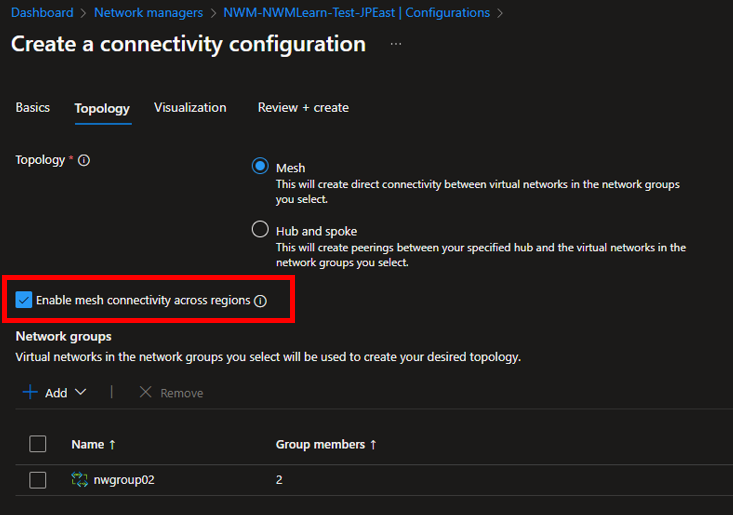 Dashboard > Network managers > NWM-NWMLearn-Test-JPEast | Configurations >
Create a connectivity configuration ...
Basics Topology Visualization Review + create
Topology *
Mesh
This will create direct connectivity between virtual networks in the network groups
you select.
Hub and spoke
This will create peerings between your specified hub and the virtual networks in the
network groups you select.
Enable mesh connectivity across regions
Network groups
Virtual networks in the network groups you select will be used to create your desired topology.
+ Add | Remove
Name ↑ Group members ↑
nwgroup02 2